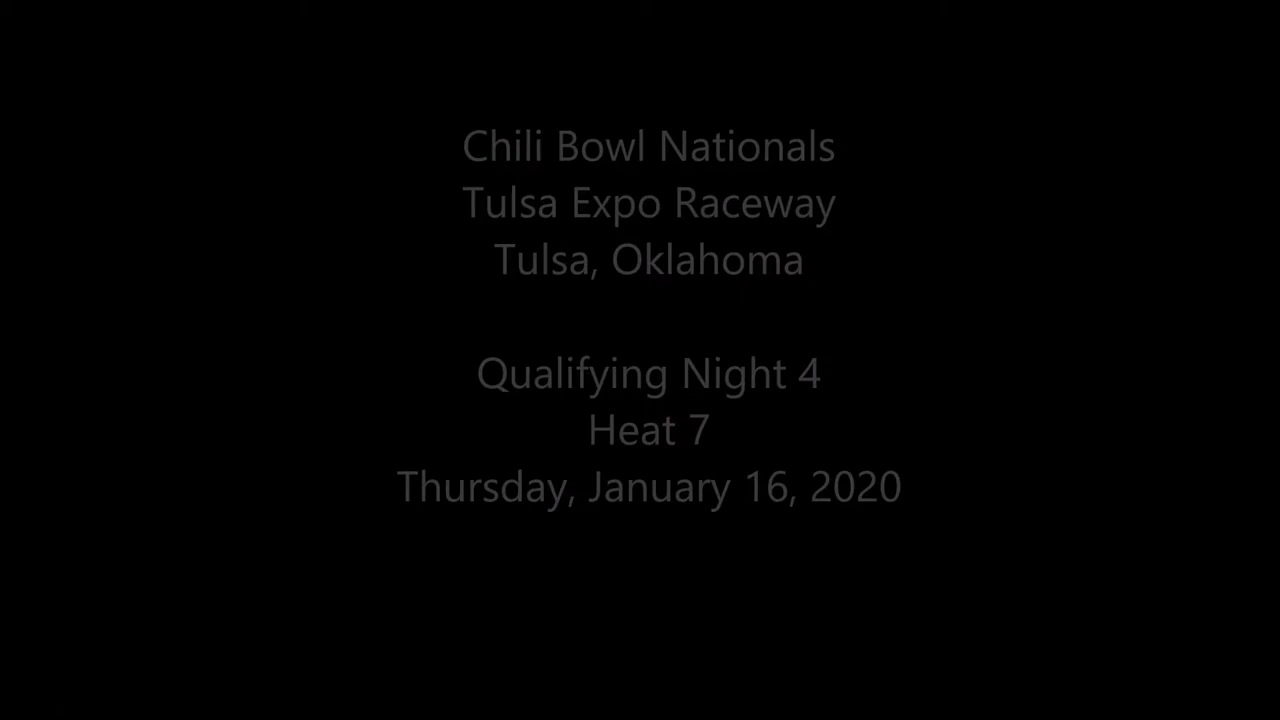 Chili Bowl Nationals
Tulsa Expo Raceway
Tulsa, Oklahoma
Qualifying Night 4
Heat 7
Thursday, January 16, 2020